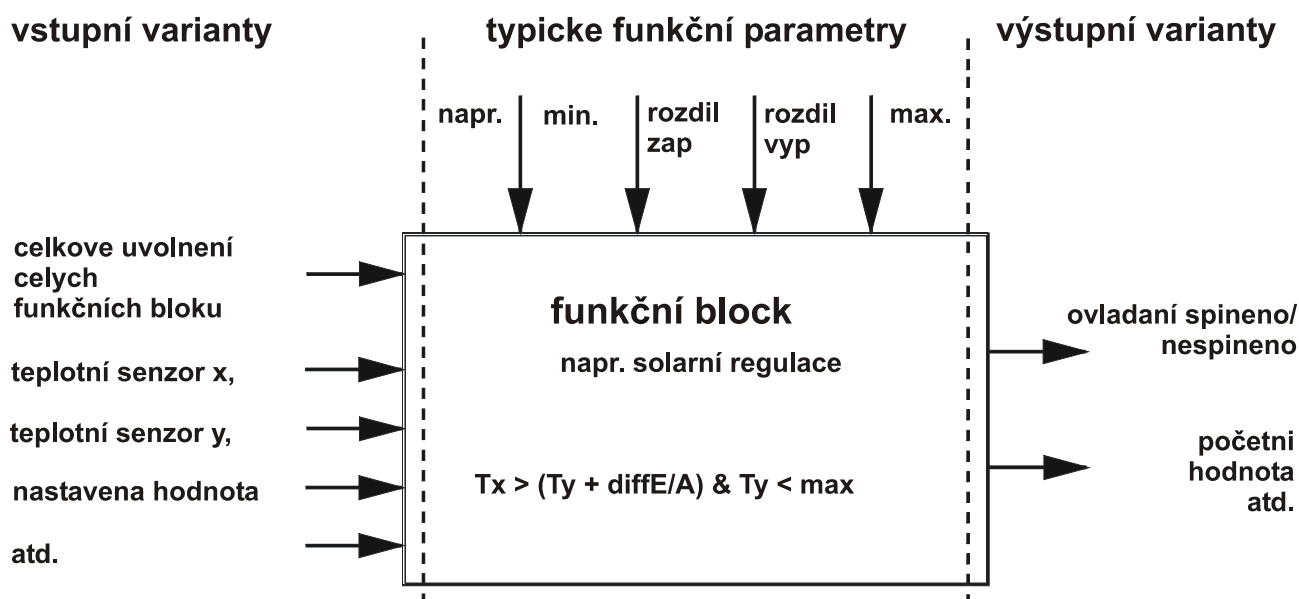 vstupní varianty
typicke funkční parametry
výstupní varianty
napr.
min.
rozdil
zap
rozdil
vyp
max.
celkove uvolnení
celych
funkčních bloku
teplotní senzor x,
teplotní senzor y,
nastavena hodnota
atd.
funkční block
napr. solarní regulace
Tx > (Ty + diffE/A) & Ty < max
ovladaní spineno/
nespineno
početni
hodnota
atd.